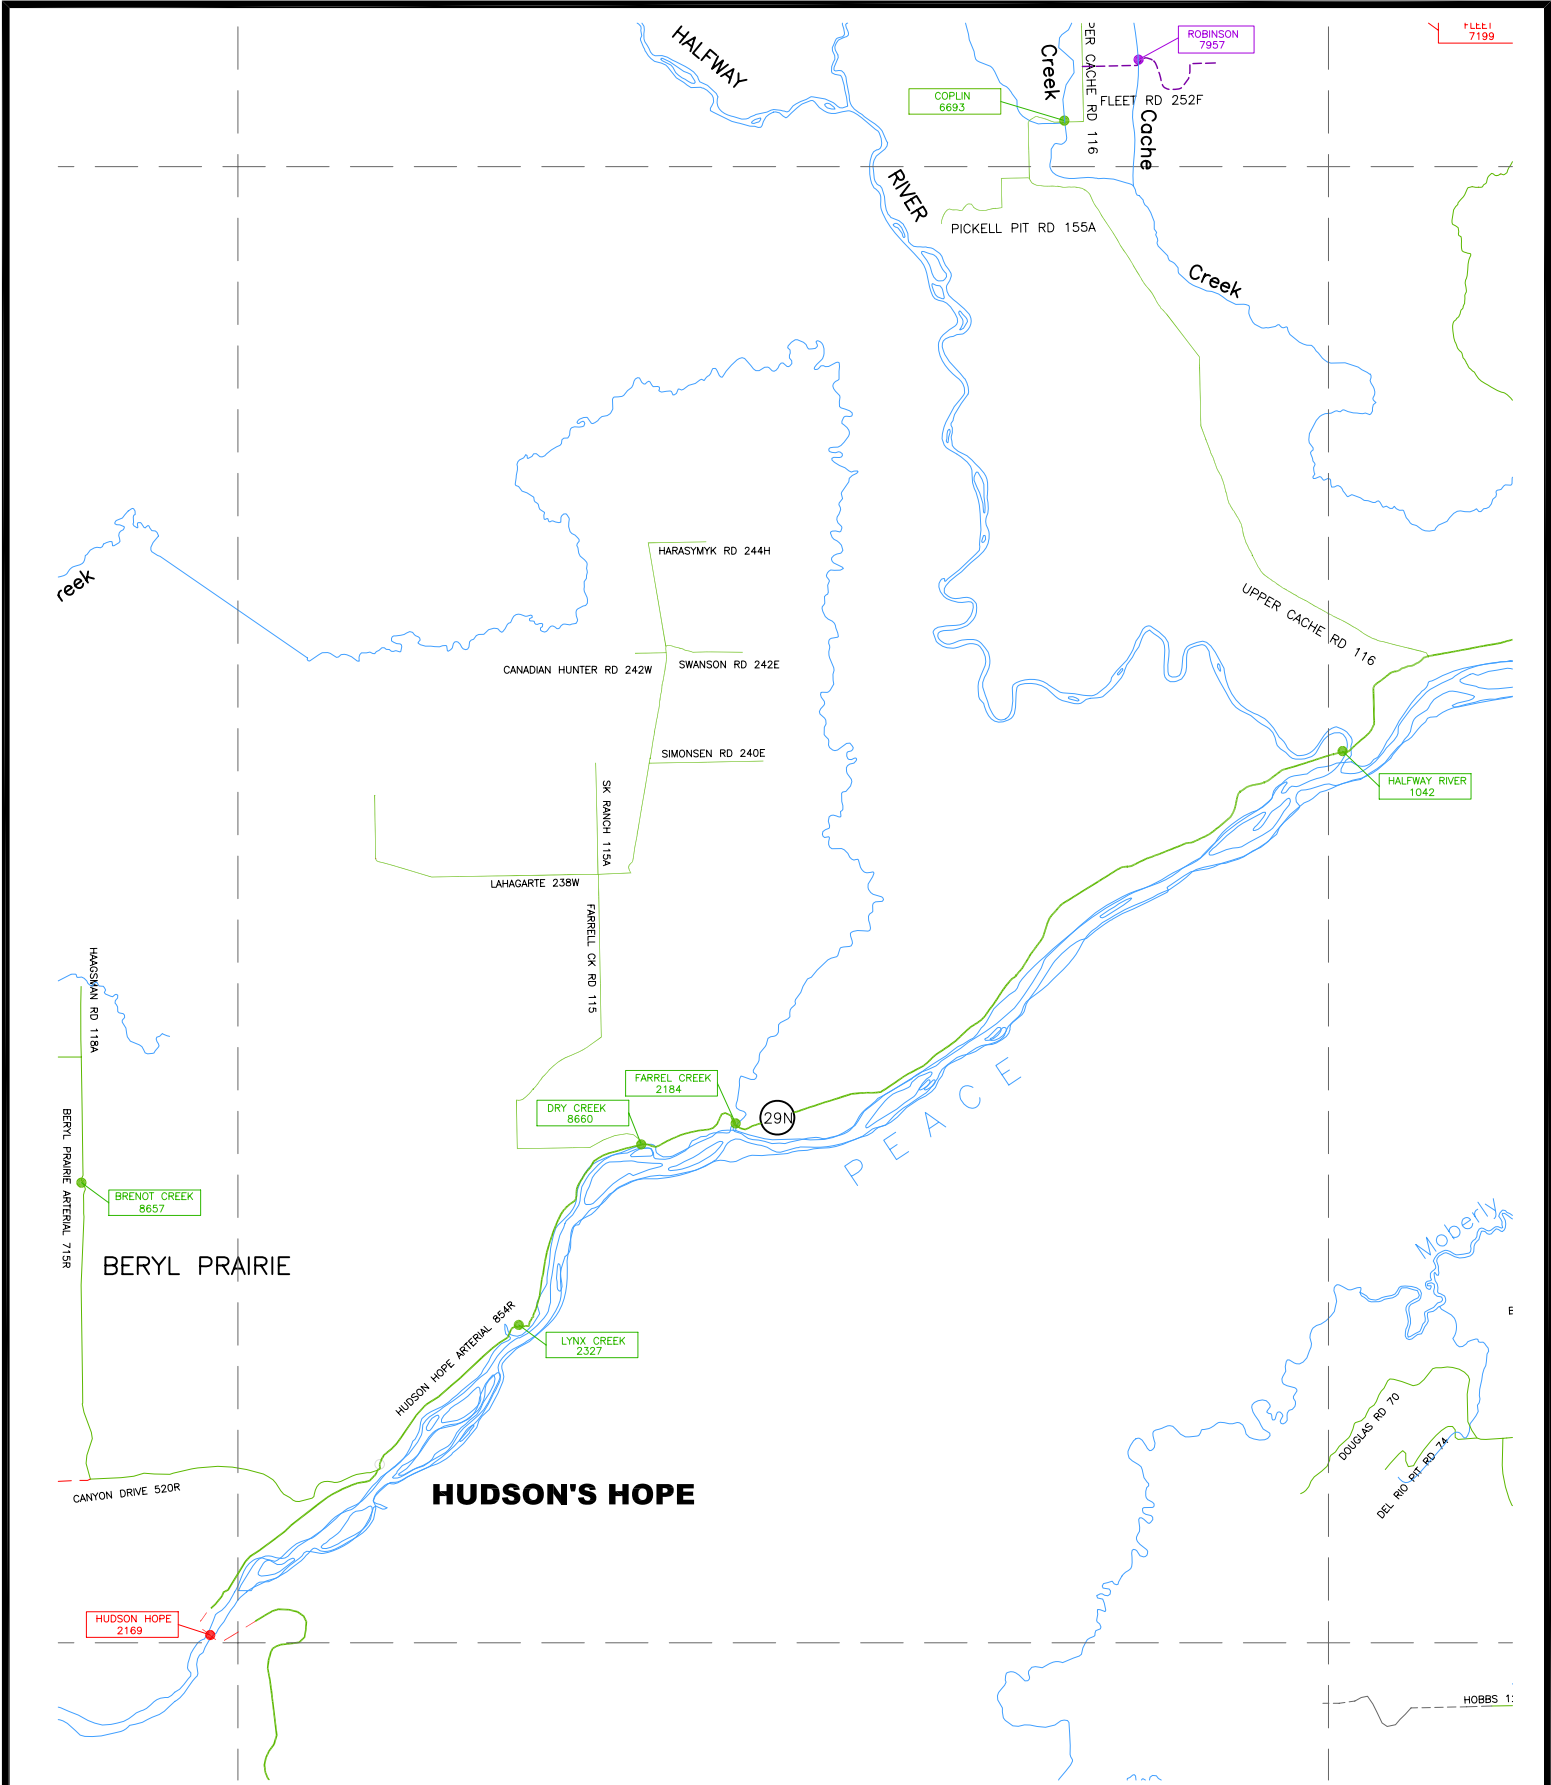 HALFWAY
RIVER
Creek
PER CACHE RD 116
ROBINSON
7957
FLEET
7199
COPLIN
6693
FLEET RD 252F
Cache
PICKELL PIT RD 155A
Creek
reek
HARASYMYK RD 244H
CANADIAN HUNTER RD 242W
SWANSON RD 242E
UPPER CACHE RD 116
SIMONSEN RD 240E
SK RANCH 115A
HALFWAY RIVER
1042
LAHAGARTE 238W
FARRELL CK RD 115
HAAGSMAN RD 118A
FARREL CREEK
2184
DRY CREEK
8660
29N
PEACE
BERYL PRAIRIE ARTERIAL 715R
BRENOT CREEK
8657
BERYL PRAIRIE
Moberly
HUDSON HOPE ARTERIAL 854R
LYNX CREEK
2327
DOUGLAS RD 70
DEL RIO PIT RD 74
CANYON DRIVE 520R
HUDSON'S HOPE
HUDSON HOPE
2169
HOBBS